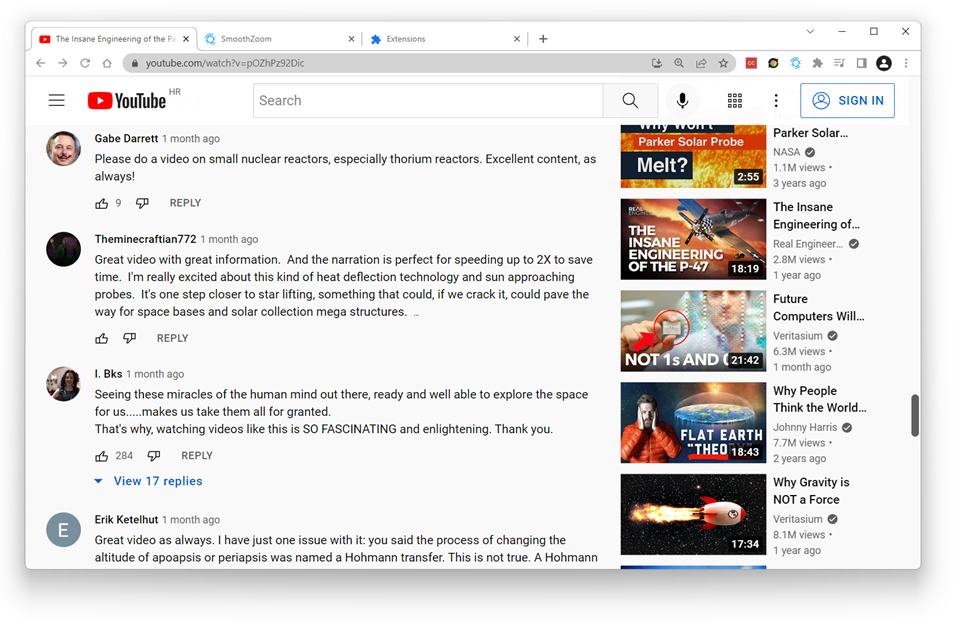 The Insane Engineering of the Pa
SmoothZoom
Extensions
youtube.com/watch?v=pOZhPz92Dic
CC
YouTube HR
Search
SIGN IN
Gabe Darrett 1 month ago
Please do a video on small nuclear reactors, especially thorium reactors. Excellent content, as
always!
9 REPLY
Theminecraftian772 1 month ago
Great video with great information. And the narration is perfect for speeding up to 2X to save
time. I'm really excited about this kind of heat deflection technology and sun approaching
probes. It's one step closer to star lifting, something that could, if we crack it, could pave the
way for space bases and solar collection mega structures. ...
REPLY
I. Bks 1 month ago
Seeing these miracles of the human mind out there, ready and well able to explore the space
for us.....makes us take them all for granted.
That's why, watching videos like this is SO FASCINATING and enlightening. Thank you.
284 REPLY
View 17 replies
E
Erik Ketelhut 1 month ago
Great video as always. I have just one issue with it: you said the process of changing the
altitude of apoapsis or periapsis was named a Hohmann transfer. This is not true. A Hohmann
Why Won't
Parker Solar Probe
Melt?
2:55
Parker Solar...
NASA
1.1M views •
3 years ago
REAL
ENGINEERING
THE
INSANE
ENGINEERING
OF THE P-47
18:19
The Insane
Engineering of...
Real Engineer...
2.8M views •
1 year ago
NOT 1s AND 0
21:42
Future
Computers Will...
Veritasium
6.3M views •
1 month ago
FLAT EARTH
"THEORY"
18:43
Why People
Think the World...
Johnny Harris
7.7M views •
2 years ago
17:34
Why Gravity is
NOT a Force
Veritasium
8.1M views •
1 year ago